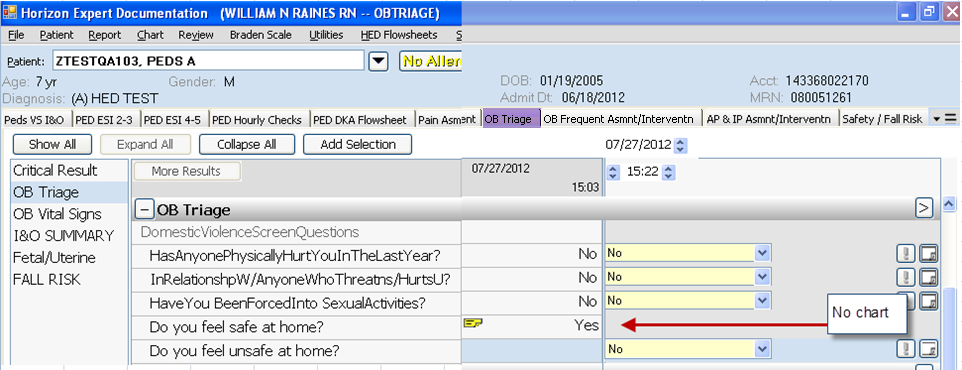 Horizon Expert Documentation (WILLIAM N RAINES RN -- OBTRIAGE)
File Patient Report Chart Review Braden Scale Utilities HED Flowsheets S
Patient: ZTESTQA103, PEDS A No Aller
Age: 7 yr Gender: M DOB: 01/19/2005 Acct: 143368022170
Diagnosis: (A) HED TEST Admit Dt: 06/18/2012 MRN: 080051261
Peds VS I&O PED ESI 2-3 PED ESI 4-5 PED Hourly Checks PED DKA Flowsheet Pain Asment OB Triage OB Frequent Asmnt/Interventn AP & IP Asmnt/Interventn Safety / Fall Risk
Show All Expand All Collapse All Add Selection 07/27/2012
Critical Result More Results 07/27/2012 15:22
15:03
OB Triage
OB Vital Signs
I&O SUMMARY
Fetal/Uterine
FALL RISK
OB Triage
DomesticViolenceScreenQuestions
HasAnyonePhysicallyHurtYouInTheLastYear? No No
InRelationshpW/AnyoneWhoThreatns/HurtsU? No No
HaveYou BeenForcedInto SexualActivities? No No
Do you feel safe at home? Yes No chart
Do you feel unsafe at home? No